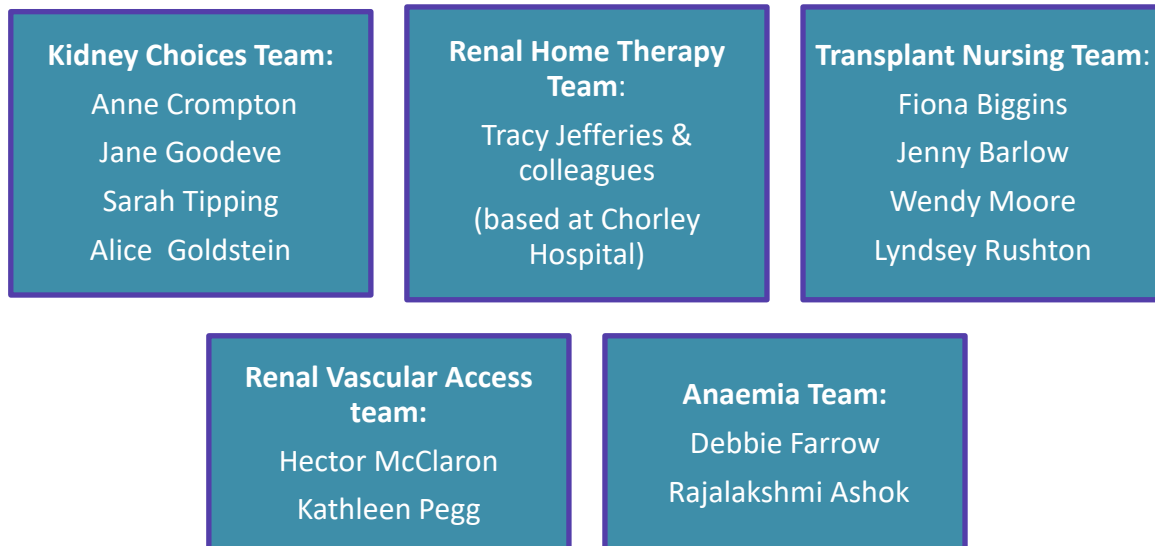 Kidney Choices Team:
Anne Crompton
Jane Goodeve
Sarah Tipping
Alice  Goldstein
Renal Home Therapy
Team:
Tracy Jefferies &
colleagues
(based at Chorley
Hospital)
Transplant Nursing Team:
Fiona Biggins
Jenny Barlow
Wendy Moore
Lyndsey Rushton
Renal Vascular Access
team:
Hector McClaron
Kathleen Pegg
Anaemia Team:
Debbie Farrow
Rajalakshmi Ashok